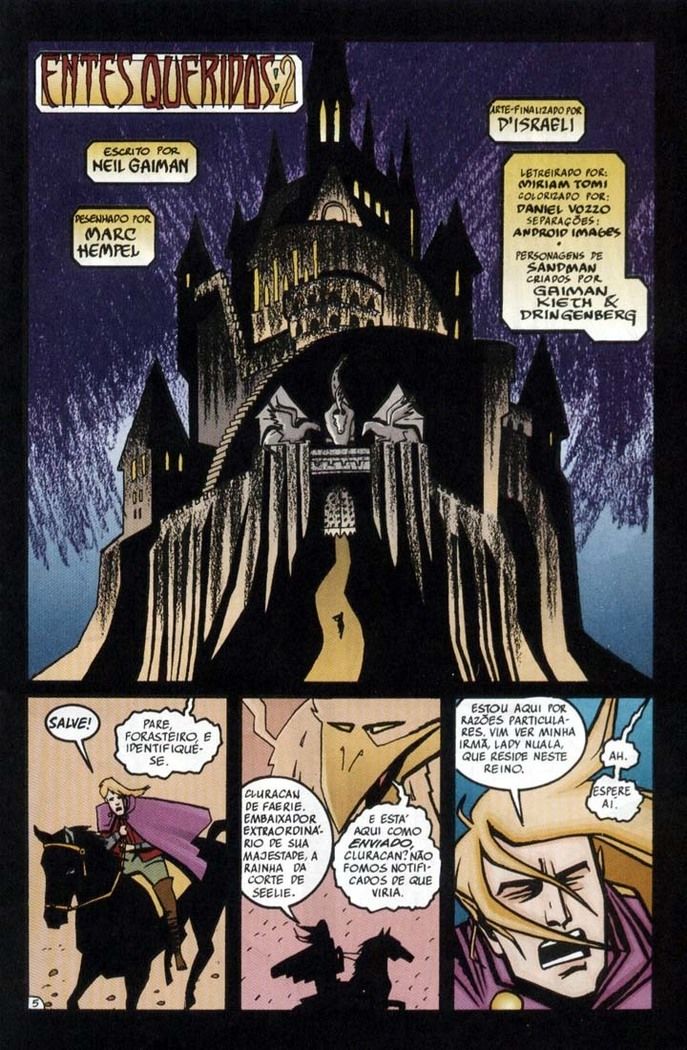 ENTES QUERIDOS:2
ESCRITO POR
NEIL GAIMAN
DESENHADO POR
MARC
HEMPEL
ARTE-FINALIZADO POR
D'ISRAELI
LETREIRADO POR:
MIRIAM TOMI
COLORIZADO POR:
DANIEL VOZZO
SEPARAÇÕES:
ANDROID IMAGES
•
PERSONAGENS DE
SANDMAN
CRIADOS POR
GAIMAN
KIETH &
DRINGENBERG
SALVE!
PARE,
FORASTEIRO, E
IDENTIFIQUE-
SE.
CLURACAN
DE FAERIE.
EMBAIXADOR
EXTRAORDINÁ-
RIO DE SUA
MAJESTADE, A
RAINHA DA
CORTE DE
SEELIE.
E ESTÁ
AQUI COMO
ENVIADO,
CLURACAN? NÃO
FOMOS NOTIFI-
CADOS DE QUE
VIRIA.
ESTOU AQUI POR
RAZÕES PARTICULA-
RES. VIM VER MINHA
IRMÃ, LADY NUALA,
QUE RESIDE NESTE
REINO.
AH.
ESPERE
AÍ.
5